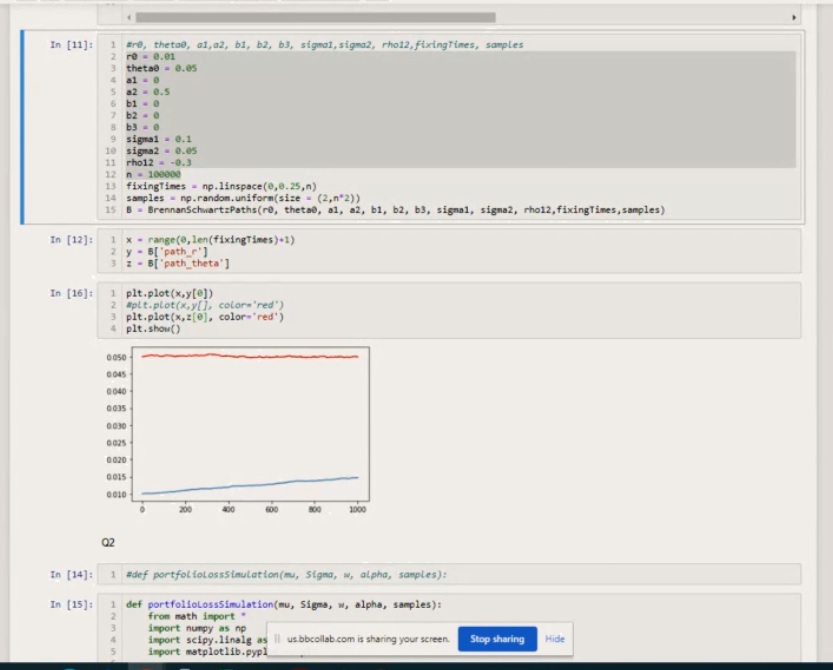 In [11]:
1 #r0, theta0, a1,a2, b1, b2, b3, sigma1,sigma2, rho12,fixingTimes, samples
2 r0 = 0.01
3 theta0 = 0.05
4 a1 = 0
5 a2 = 0.5
6 b1 = 0
7 b2 = 0
8 b3 = 0
9 sigma1 = 0.1
10 sigma2 = 0.05
11 rho12 = -0.3
12 n = 100000
13 fixingTimes = np.linspace(0,0.25,n)
14 samples = np.random.uniform(size = (2,n*2))
15 B = BrennanSchwartzPaths(r0, theta0, a1, a2, b1, b2, b3, sigma1, sigma2, rho12,fixingTimes,samples)
In [12]:
1 x = range(0,len(fixingTimes)+1)
2 y = B['path_r']
3 z = B['path_theta']
In [16]:
1 plt.plot(x,y[0])
2 #plt.plot(x,y[], color='red')
3 plt.plot(x,z[0], color='red')
4 plt.show()
0.050
0.045
0.040
0.035
0.030
0.025
0.020
0.015
0.010
0 200 400 600 800 1000
Q2
In [14]:
1 #def portfolioLossSimulation(mu, Sigma, w, alpha, samples):
In [15]:
1 def portfolioLossSimulation(mu, Sigma, w, alpha, samples):
2 from math import *
3 import numpy as np
4 import scipy.linalg as
5 import matplotlib.pypl
us.bbcollab.com is sharing your screen. Stop sharing Hide